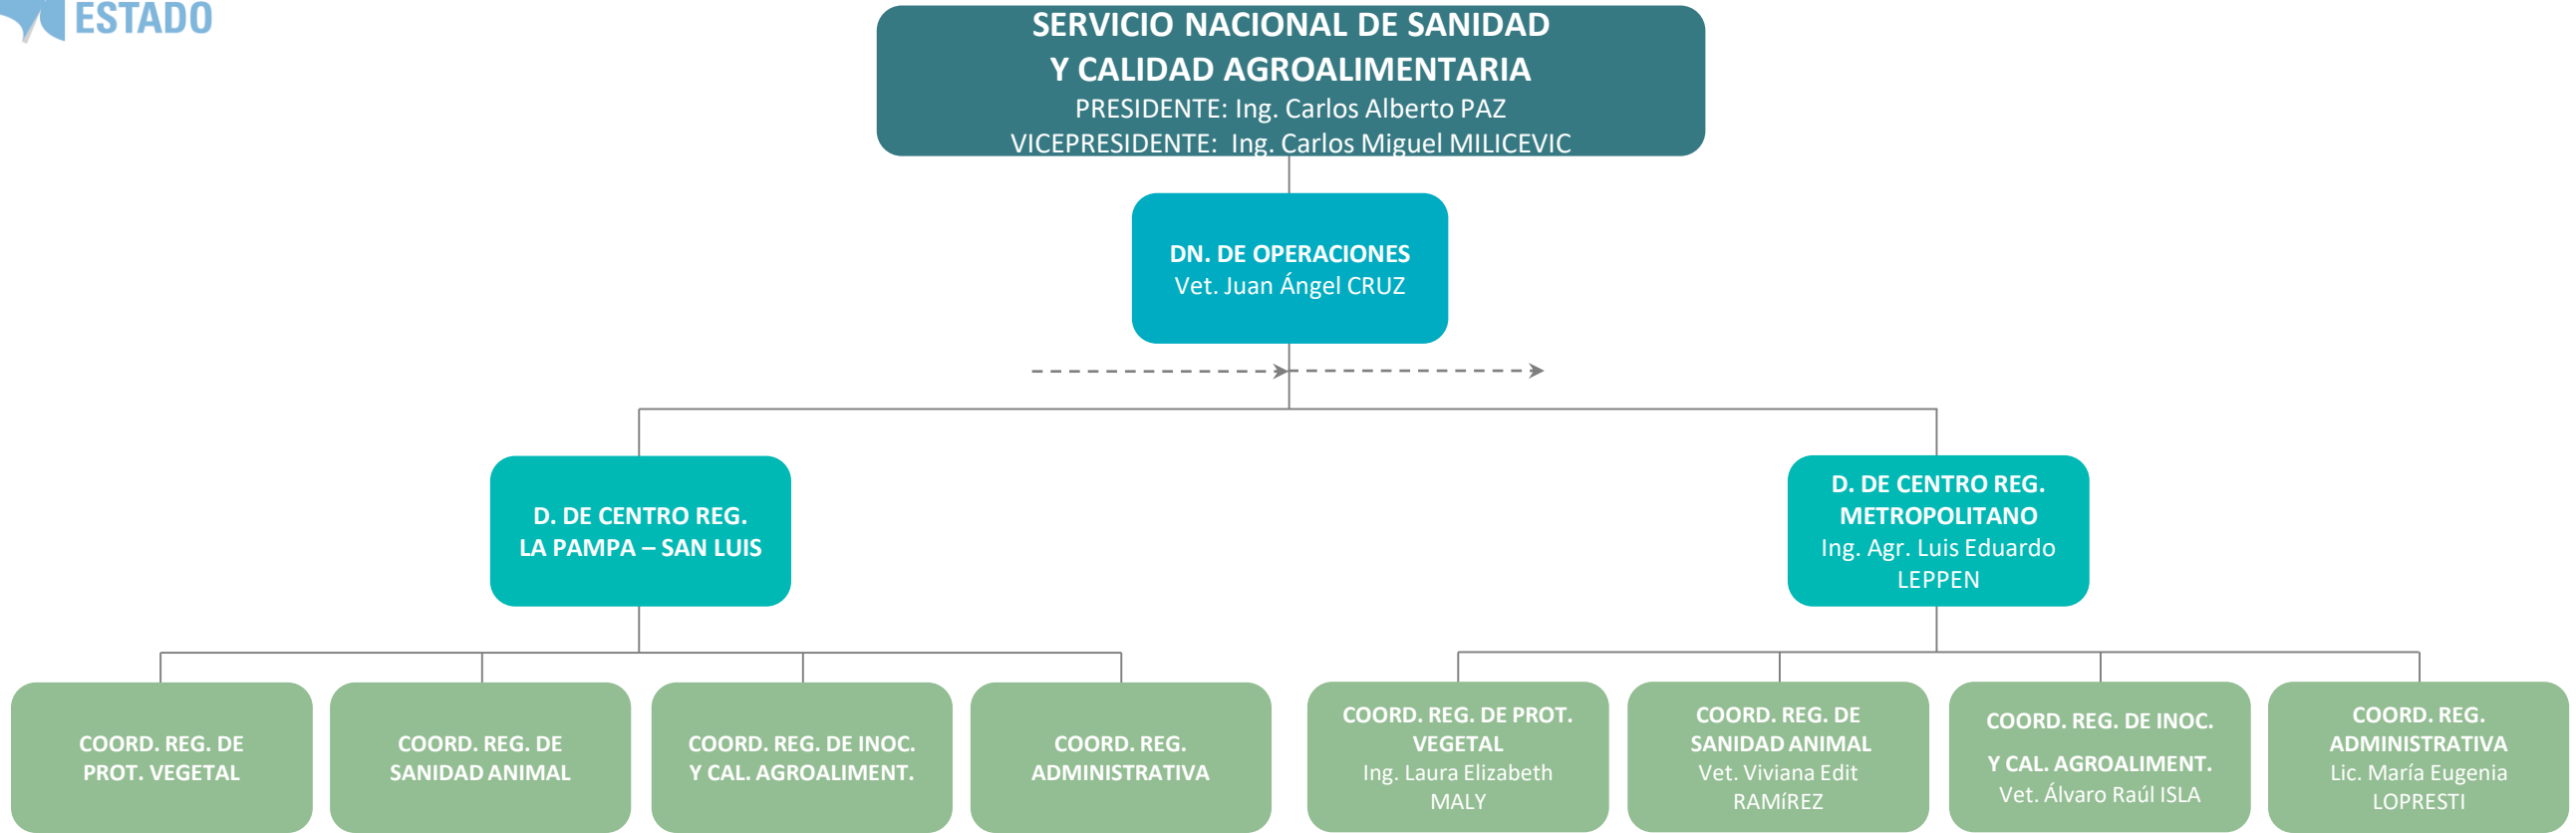 ESTADO
SERVICIO NACIONAL DE SANIDAD
Y CALIDAD AGROALIMENTARIA
PRESIDENTE: Ing. Carlos Alberto PAZ
VICEPRESIDENTE: Ing. Carlos Miguel MILICEVIC
DN. DE OPERACIONES
Vet. Juan Ángel CRUZ
D. DE CENTRO REG.
LA PAMPA – SAN LUIS
D. DE CENTRO REG.
METROPOLITANO
Ing. Agr. Luis Eduardo
LEPPEN
COORD. REG. DE
PROT. VEGETAL
COORD. REG. DE
SANIDAD ANIMAL
COORD. REG. DE INOC.
Y CAL. AGROALIMENT.
COORD. REG.
ADMINISTRATIVA
COORD. REG. DE PROT.
VEGETAL
Ing. Laura Elizabeth
MALY
COORD. REG. DE
SANIDAD ANIMAL
Vet. Viviana Edit
RAMíREZ
COORD. REG. DE INOC.
Y CAL. AGROALIMENT.
Vet. Álvaro Raúl ISLA
COORD. REG.
ADMINISTRATIVA
Lic. María Eugenia
LOPRESTI